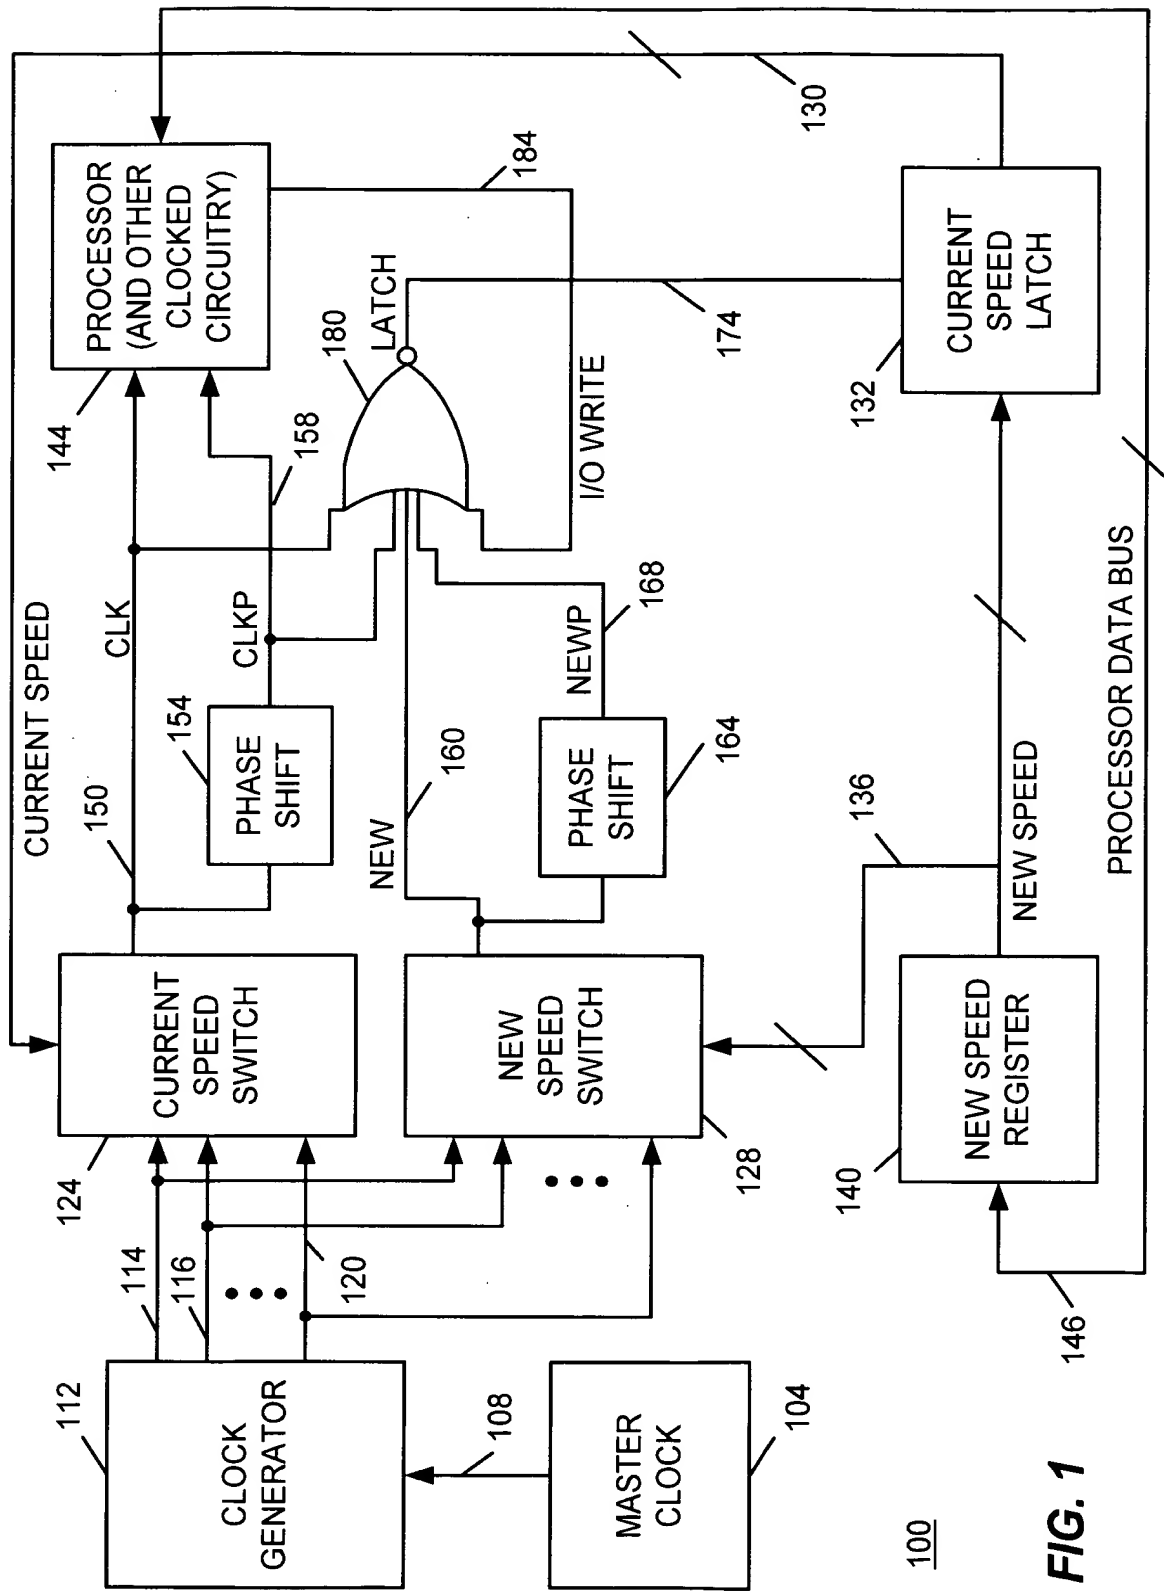 CURRENT SPEED
PROCESSOR
(AND OTHER
CLOCKED
CIRCUITRY)
144
130
184
CLK
150
PHASE
SHIFT
154
CLKP
158
180
LATCH
174
I/O WRITE
CURRENT
SPEED
SWITCH
124
NEW
160
PHASE
SHIFT
164
NEWP
168
NEW
SPEED
SWITCH
128
CURRENT
SPEED
LATCH
132
136
NEW SPEED
NEW SPEED
REGISTER
140
PROCESSOR DATA BUS
146
CLOCK
GENERATOR
112
114
116
120
108
MASTER
CLOCK
104
100
FIG. 1